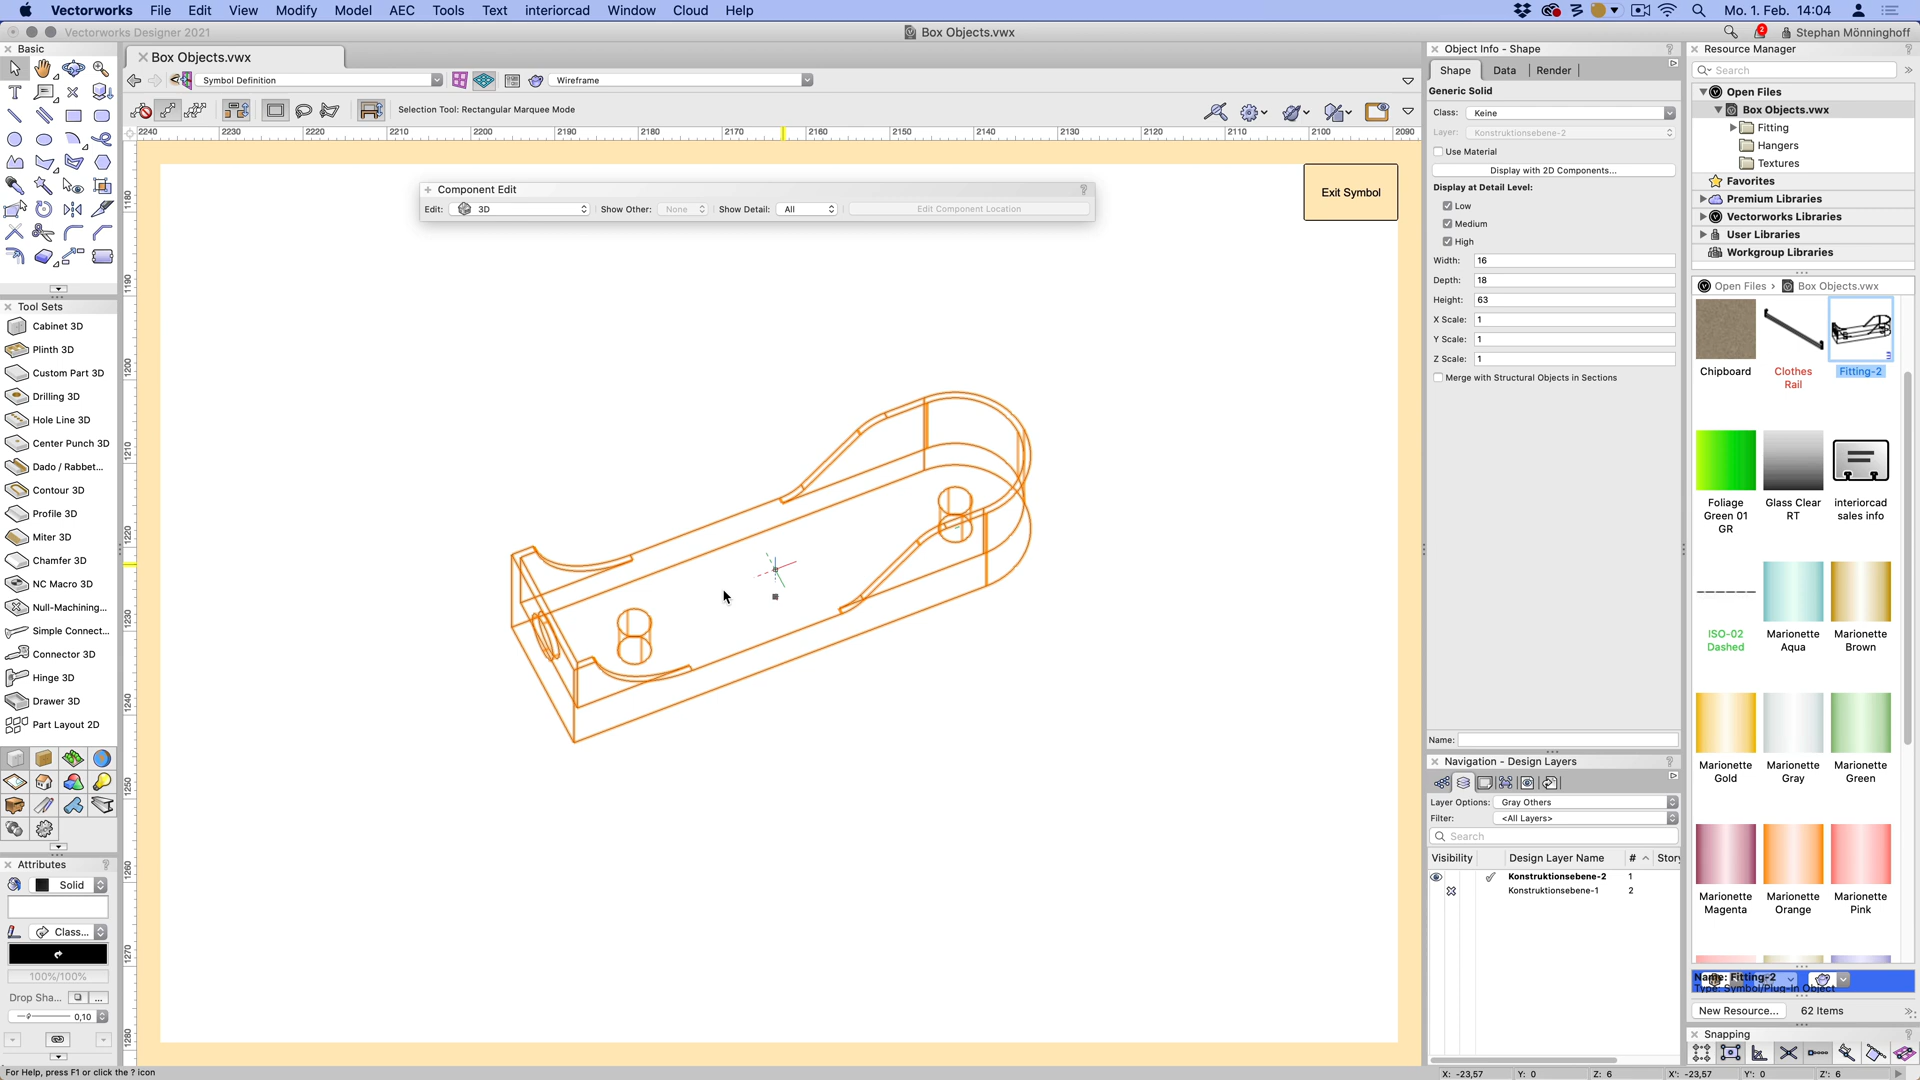 Vectorworks File Edit View Modify Model AEC Tools Text interiorcad Window Cloud Help
Mo. 1. Feb. 14:04
Vectorworks Designer 2021
Box Objects.vwx
2
Stephan Mönninghoff
Basic
Box Objects.vwx
Symbol Definition
Wireframe
Selection Tool: Rectangular Marquee Mode
2240 2230 2220 2210 2200 2190 2180 2170 2160 2150 2140 2130 2120 2110 2100 2090
1180
1190
1200
1210
1220
1230
1240
1250
1260
1270
1280
Component Edit
Edit: 3D Show Other: None Show Detail: All Edit Component Location
Exit Symbol
Tool Sets
Cabinet 3D
Plinth 3D
Custom Part 3D
Drilling 3D
Hole Line 3D
Center Punch 3D
Dado / Rabbet...
Contour 3D
Profile 3D
Miter 3D
Chamfer 3D
NC Macro 3D
Null-Machining...
Simple Connect...
Connector 3D
Hinge 3D
Drawer 3D
Part Layout 2D
Attributes
Solid
Class...
100%/100%
Drop Sha... ...
0,10
For Help, press F1 or click the ? icon
Object Info - Shape
Shape Data Render
Generic Solid
Class: Keine
Layer: Konstruktionsebene-2
Use Material
Display with 2D Components...
Display at Detail Level:
Low
Medium
High
Width: 16
Depth: 18
Height: 63
X Scale: 1
Y Scale: 1
Z Scale: 1
Merge with Structural Objects in Sections
Name:
Navigation - Design Layers
Layer Options: Gray Others
Filter: <All Layers>
Search
Visibility Design Layer Name # Story
Konstruktionsebene-2 1
Konstruktionsebene-1 2
X: -23,57 Y: 0 Z: 6 X': -23,57 Y': 0 Z': 6
Resource Manager
Search
Open Files
Box Objects.vwx
Fitting
Hangers
Textures
Favorites
Premium Libraries
Vectorworks Libraries
User Libraries
Workgroup Libraries
Open Files > Box Objects.vwx
Chipboard
Clothes Rail
Fitting-2
Foliage Green 01 GR
Glass Clear RT
interiorcad sales info
ISO-02 Dashed
Marionette Aqua
Marionette Brown
Marionette Gold
Marionette Gray
Marionette Green
Marionette Magenta
Marionette Orange
Marionette Pink
Name: Fitting-2
Type: Symbol/Plug-In Object
New Resource... 62 Items
Snapping